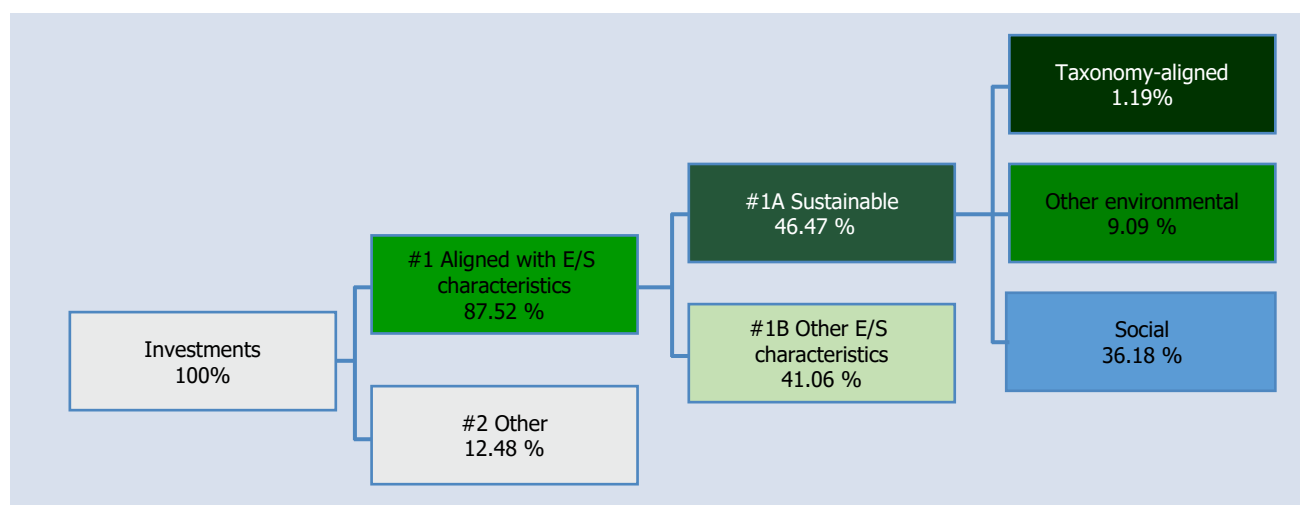 Investments
100%
#1 Aligned with E/S
characteristics
87.52 %
#2 Other
12.48 %
#1A Sustainable
46.47 %
#1B Other E/S
characteristics
41.06 %
Taxonomy-aligned
1.19%
Other environmental
9.09 %
Social
36.18 %